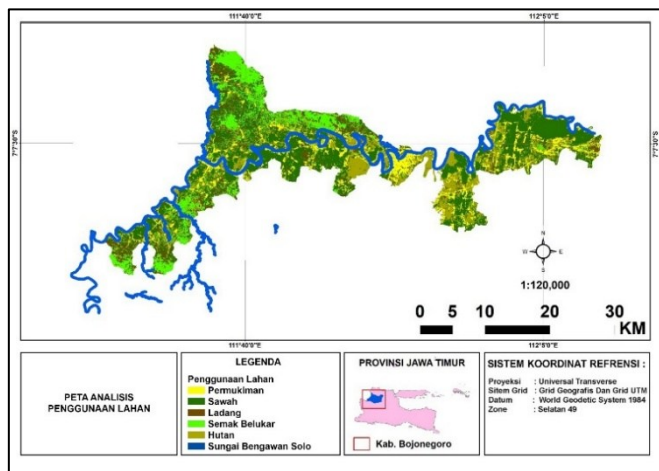 111°40'0"E
112°5'0"E
7°7'30"S
7°7'30"S
N
W E
S
1:120,000
0 5 10 20 30
KM
111°40'0"E
112°5'0"E
PETA ANALISIS
PENGGUNAAN LAHAN
LEGENDA
Penggunaan Lahan
Permukiman
Sawah
Ladang
Semak Belukar
Hutan
Sungai Bengawan Solo
PROVINSI JAWA TIMUR
Kab. Bojonegoro
SISTEM KOORDINAT REFRENSI :
Proyeksi : Universal Transverse
Sitem Grid : Grid Geografis Dan Grid UTM
Datum : World Geodetic System 1984
Zone : Selatan 49